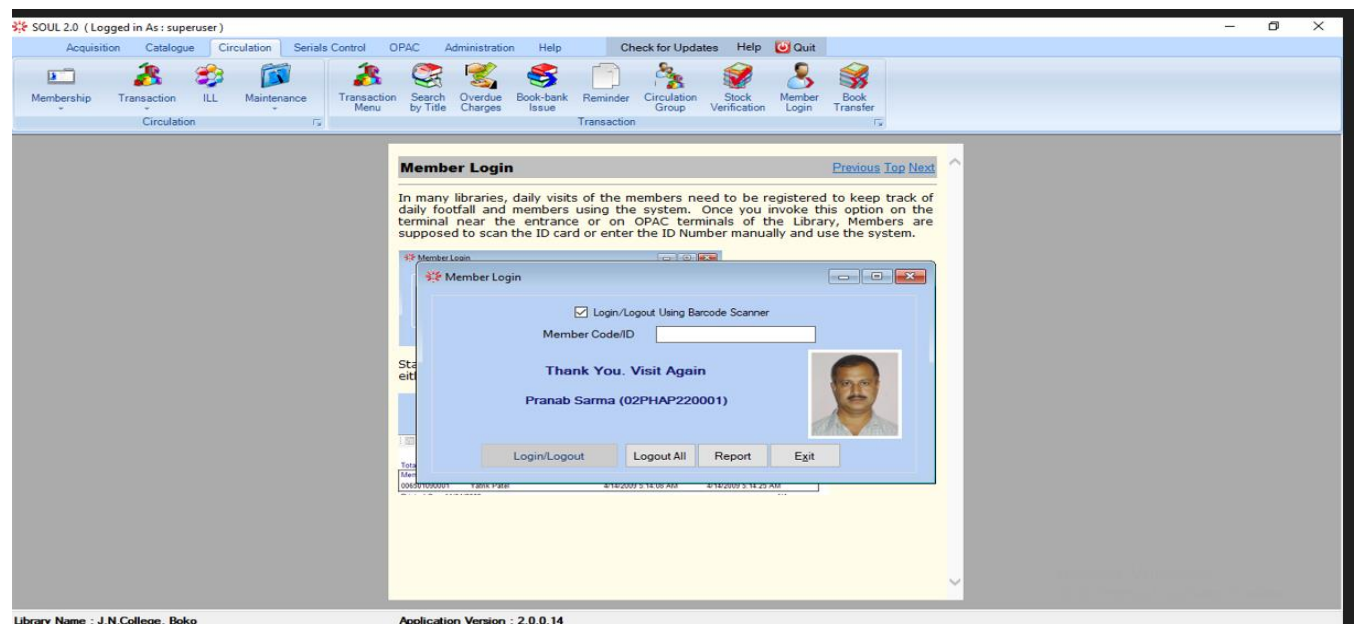 SOUL 2.0 ( Logged in As : superuser )
Acquisition Catalogue Circulation Serials Control OPAC Administration Help Check for Updates Help Quit
Membership Transaction ILL Maintenance Transaction Menu Search by Title Overdue Charges Book-bank Issue Reminder Circulation Group Stock Verification Member Login Book Transfer
Circulation Transaction
Member Login Previous Top Next
In many libraries, daily visits of the members need to be registered to keep track of
daily footfall and members using the system. Once you invoke this option on the
terminal near the entrance or on OPAC terminals of the Library, Members are
supposed to scan the ID card or enter the ID Number manually and use the system.
Member Login
Member Login
Login/Logout Using Barcode Scanner
Member Code/ID
Sta
eit
Thank You. Visit Again
Pranab Sarma (02PHAP220001)
Login/Logout Logout All Report Exit
Tota
Mem
Library Name : J.N.College, Boko Application Version : 2.0.0.14